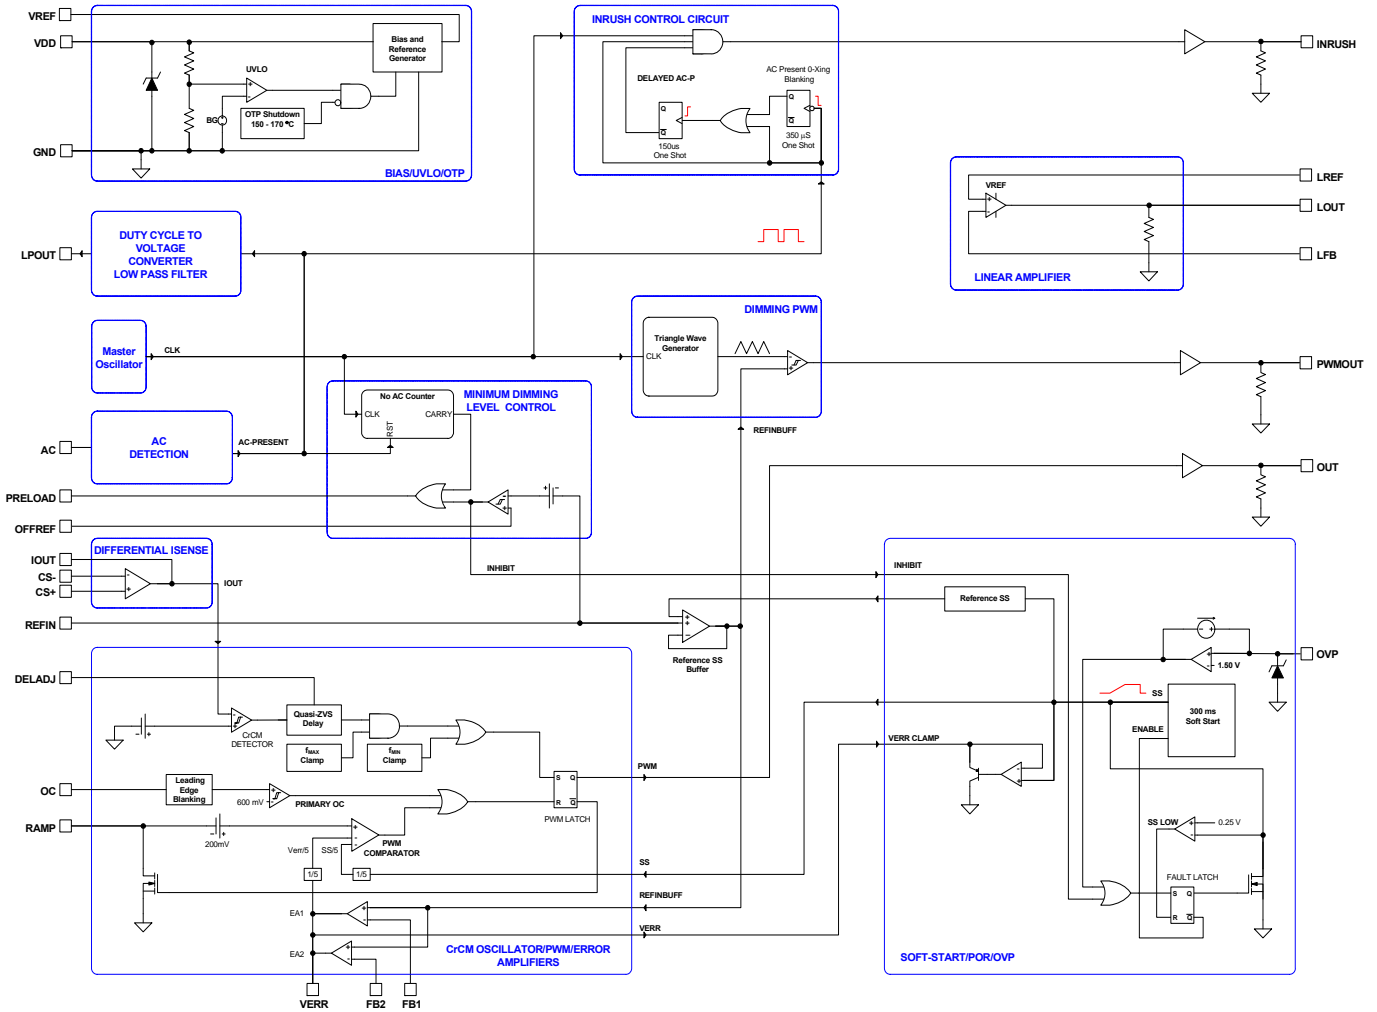 VREF
VDD
GND
UVLO
BG
OTP Shutdown
150 - 170 °C
Bias and
Reference
Generator
BIAS/UVLO/OTP
INRUSH CONTROL CIRCUIT
DELAYED AC-P
AC Present 0-Xing
Blanking
Q
Q
150us
One Shot
Q
Q
350 µS
One Shot
INRUSH
VREF
LINEAR AMPLIFIER
LREF
LOUT
LFB
LPOUT
DUTY CYCLE TO
VOLTAGE
CONVERTER
LOW PASS FILTER
Master
Oscillator
CLK
DIMMING PWM
Triangle Wave
Generator
CLK
PWMOUT
REFINBUFF
MINIMUM DIMMING
LEVEL CONTROL
No AC Counter
CLK
CARRY
RST
AC
AC
DETECTION
AC-PRESENT
PRELOAD
OFFREF
OUT
DIFFERENTIAL ISENSE
IOUT
CS-
CS+
IOUT
INHIBIT
INHIBIT
REFIN
Reference SS
Buffer
Reference SS
1.50 V
OVP
SS
300 ms
Soft Start
ENABLE
VERR CLAMP
SS LOW
0.25 V
FAULT LATCH
S
Q
R
Q
SOFT-START/POR/OVP
DELADJ
CrCM
DETECTOR
Quasi-ZVS
Delay
fMAX
Clamp
fMIN
Clamp
OC
Leading
Edge
Blanking
600 mV
PRIMARY OC
S
Q
R
Q
PWM LATCH
PWM
RAMP
200mV
Verr/5
SS/5
PWM
COMPARATOR
1/5
1/5
SS
REFINBUFF
VERR
EA1
EA2
CrCM OSCILLATOR/PWM/ERROR
AMPLIFIERS
VERR
FB2
FB1